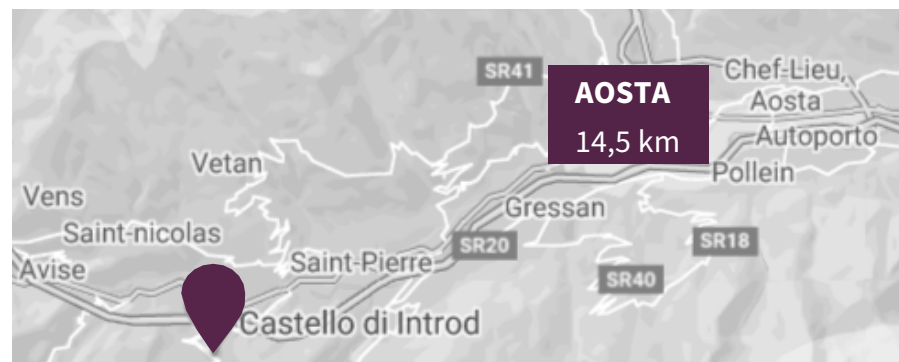 SR41
Chef-Lieu,
Aosta
AOSTA
14,5 km
Autoporto
Vetan
Pollein
Vens
Gressan
Saint-nicolas
SR20
SR18
Avise
Saint-Pierre
SR40
Castello di Introd